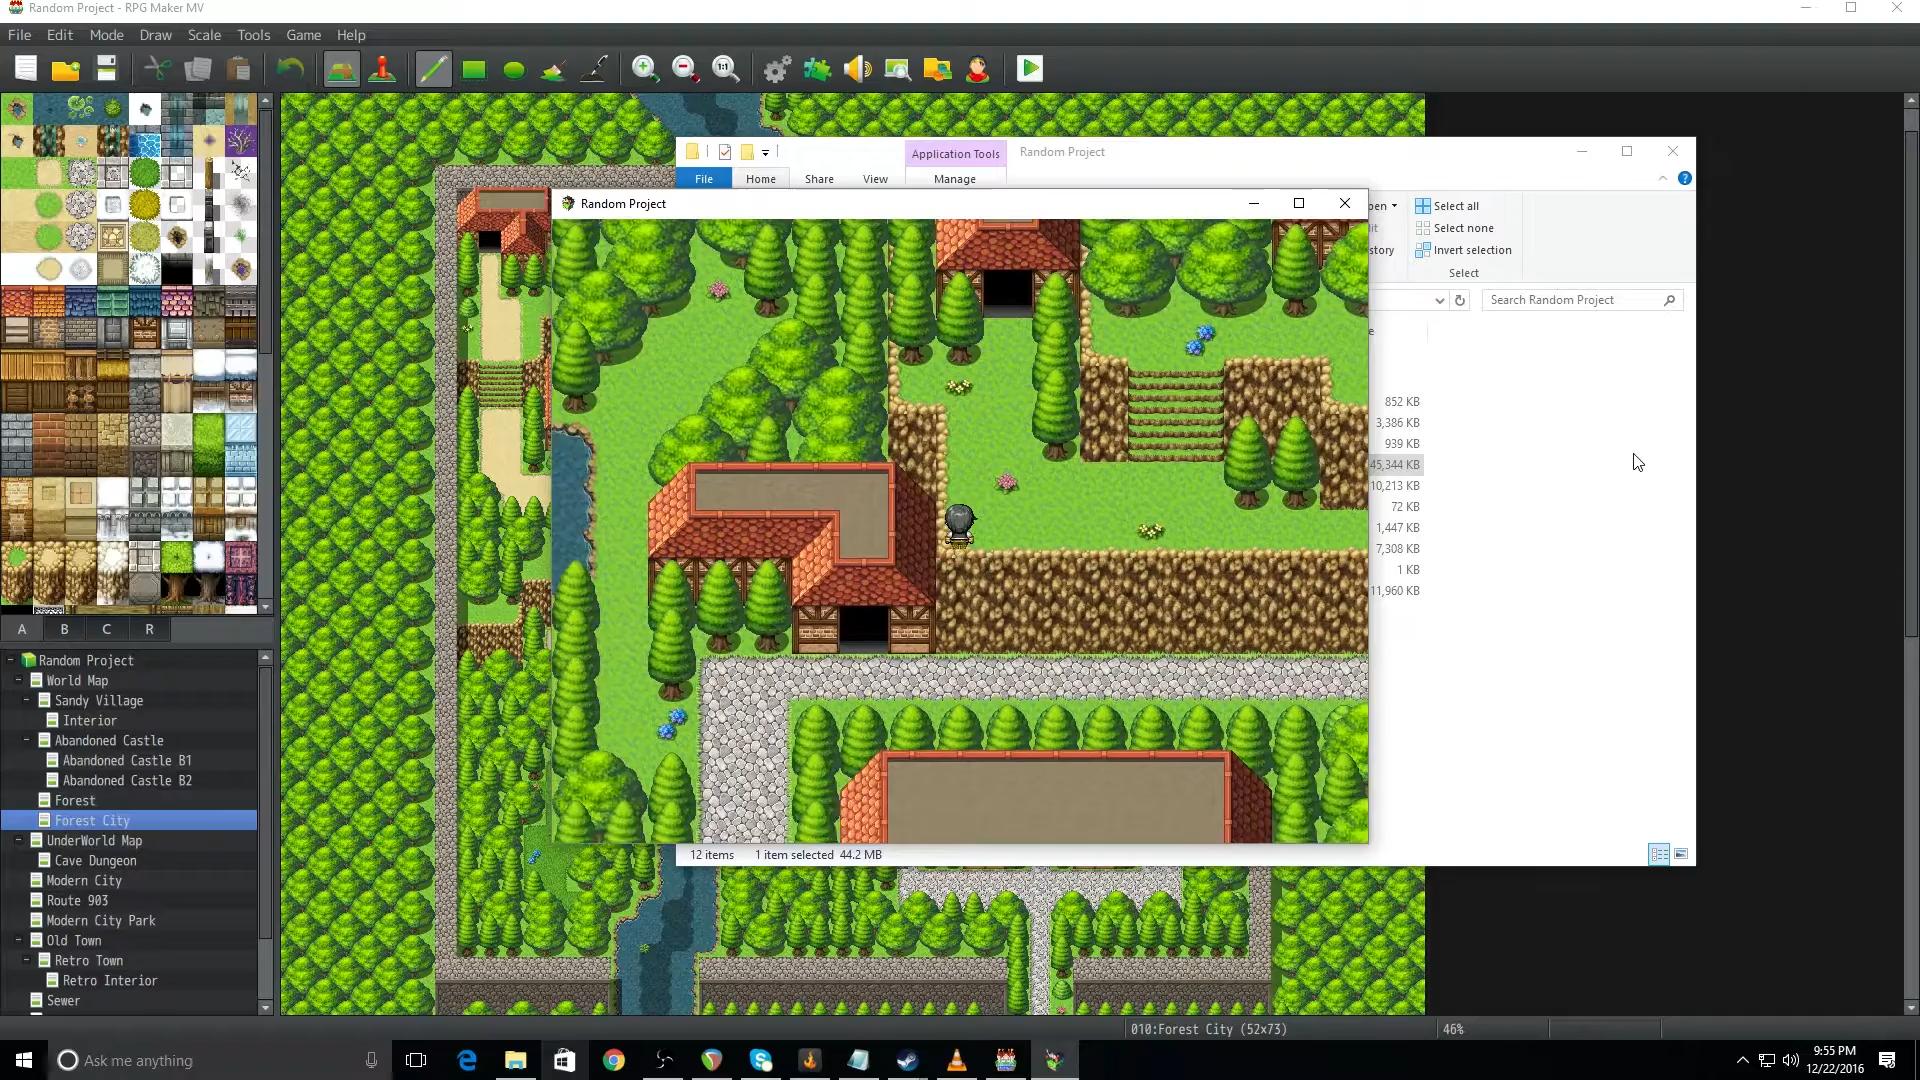 Random Project - RPG Maker MV
File Edit Mode Draw Scale Tools Game Help
1:1
Application Tools
Random Project
File Home Share View Manage
Random Project
Select all
Select none
Invert selection
story
Select
Search Random Project
852 KB
3,386 KB
939 KB
45,344 KB
10,213 KB
72 KB
1,447 KB
7,308 KB
1 KB
11,960 KB
12 items 1 item selected 44.2 MB
A B C R
Random Project
World Map
Sandy Village
Interior
Abandoned Castle
Abandoned Castle B1
Abandoned Castle B2
Forest
Forest City
UnderWorld Map
Cave Dungeon
Modern City
Route 903
Modern City Park
Old Town
Retro Town
Retro Interior
Sewer
010:Forest City (52x73) 46%
Ask me anything
9:55 PM
12/22/2016